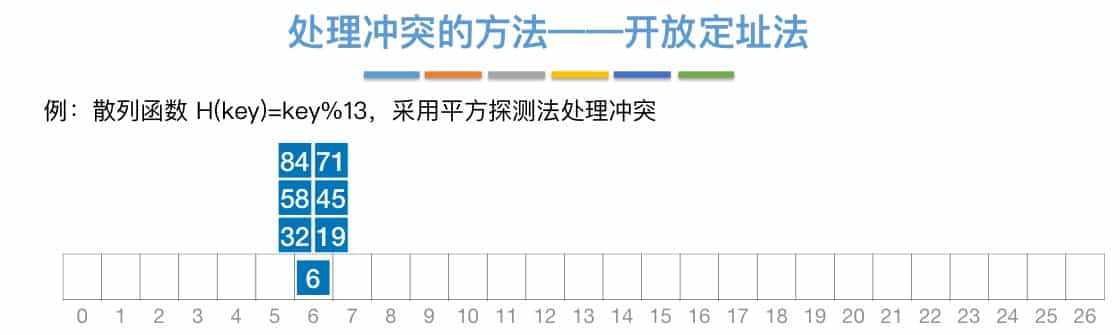 处理冲突的方法——开放定址法
例：散列函数 H(key)=key%13，采用平方探测法处理冲突
84 71
58 45
32 19
6
0 1 2 3 4 5 6 7 8 9 10 11 12 13 14 15 16 17 18 19 20 21 22 23 24 25 26